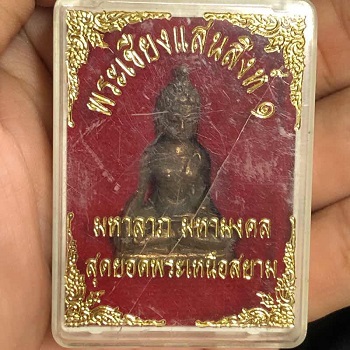 พระเชียงแสนสิงห์ ๑
มหาลาภ มหามงคล
สุดยอดพระเหนือสยาม